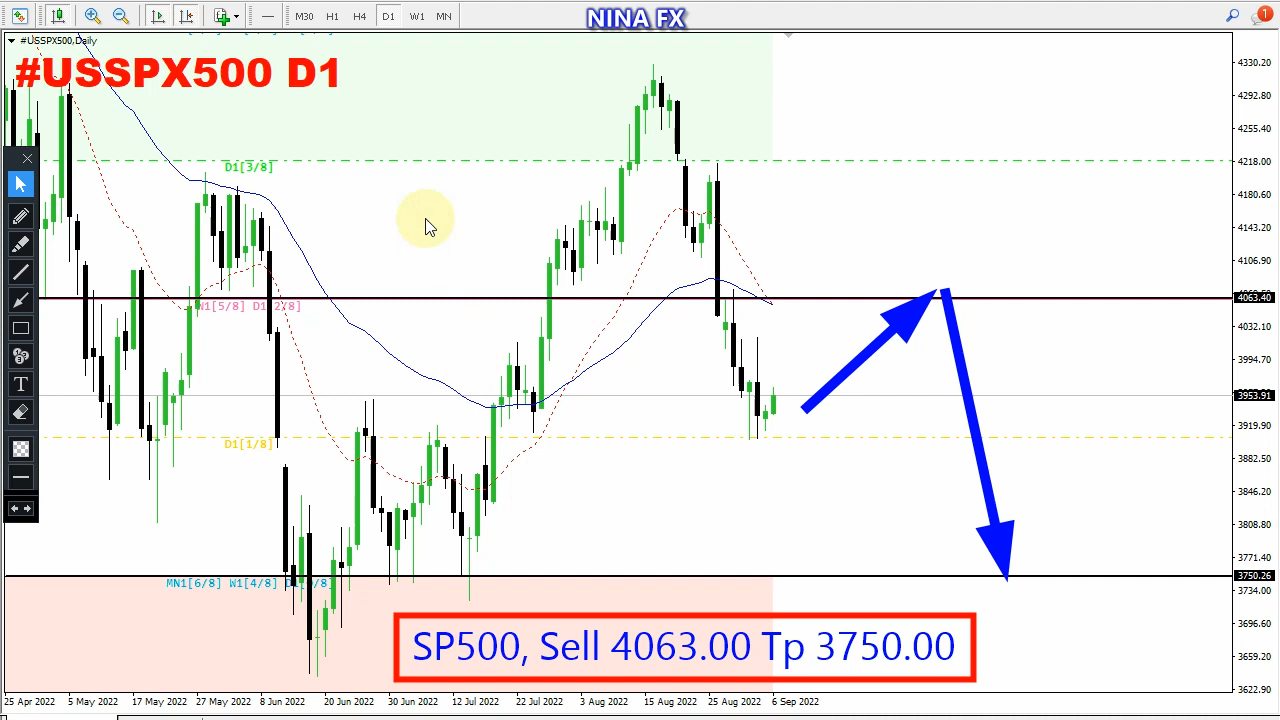 M30 H1 H4 D1 W1 MN
NINA FX
1
#USSPX500,Daily
#USSPX500 D1
D1[3/8]
W1[5/8] D1[2/8]
D1[1/8]
MN1[6/8] W1[4/8] D1[0/8]
SP500, Sell 4063.00 Tp 3750.00
T
4330.20
4292.80
4255.40
4218.00
4180.60
4143.20
4106.90
4063.40
4032.10
3994.70
3953.91
3919.90
3882.50
3846.20
3808.80
3771.40
3750.26
3734.00
3696.60
3659.20
3622.90
25 Apr 2022 5 May 2022 17 May 2022 27 May 2022 8 Jun 2022 20 Jun 2022 30 Jun 2022 12 Jul 2022 22 Jul 2022 3 Aug 2022 15 Aug 2022 25 Aug 2022 6 Sep 2022